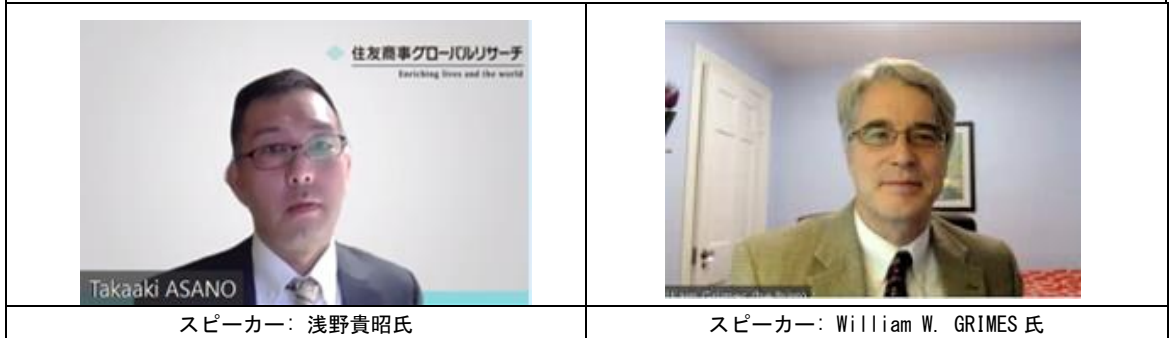 住友商事グローバルリサーチ
Enriching lives and the world
Takaaki ASANO
スピーカー: 浅野貴昭氏
スピーカー: William W. GRIMES 氏